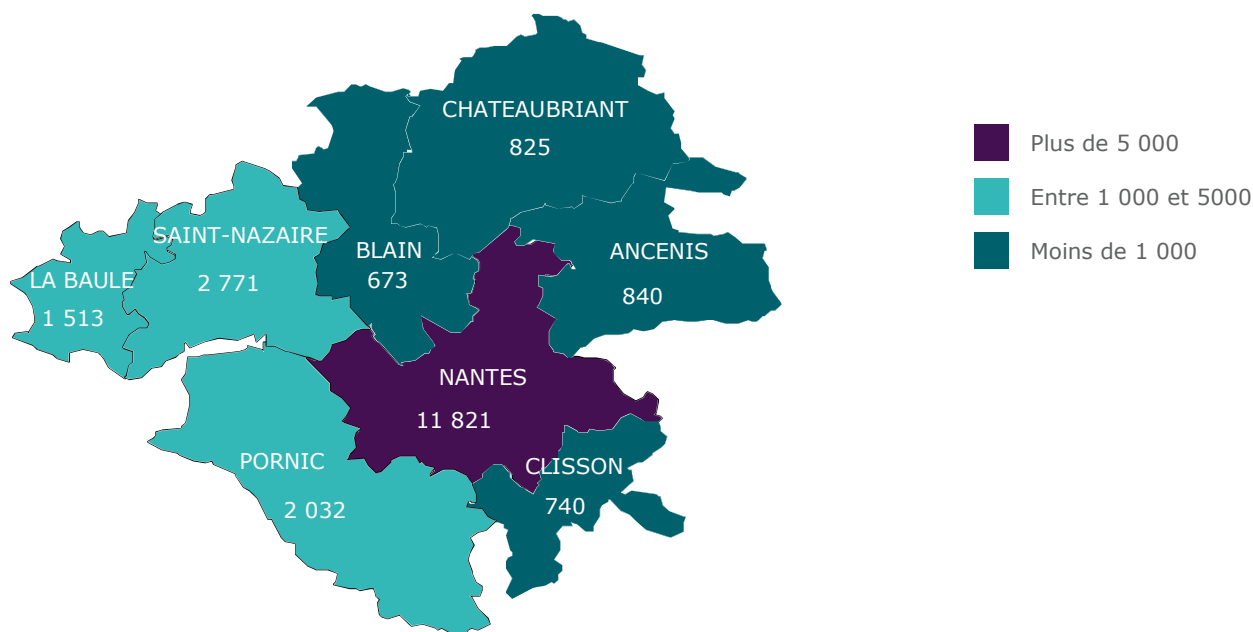 CHATEAUBRIANT
825
Plus de 5 000
Entre 1 000 et 5000
Moins de 1 000
SAINT-NAZAIRE
2 771
BLAIN
673
ANCENIS
840
LA BAULE
1 513
NANTES
11 821
PORNIC
2 032
CLISSON
740